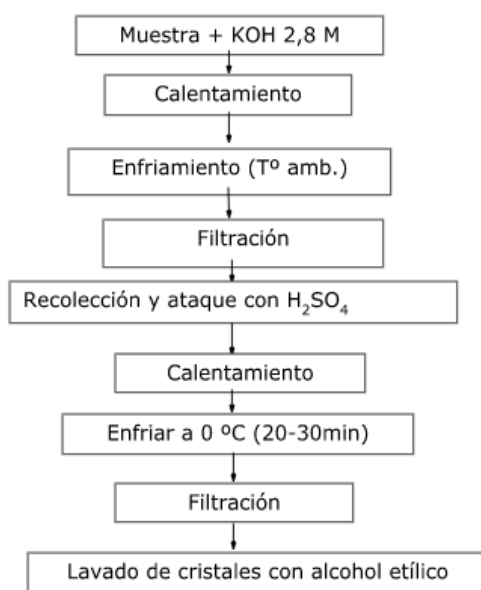 Muestra + KOH 2,8 M
Calentamiento
Enfriamiento (Tº amb.)
Filtración
Recolección y ataque con H₂SO₄
Calentamiento
Enfriar a 0 ºC (20-30min)
Filtración
Lavado de cristales con alcohol etílico